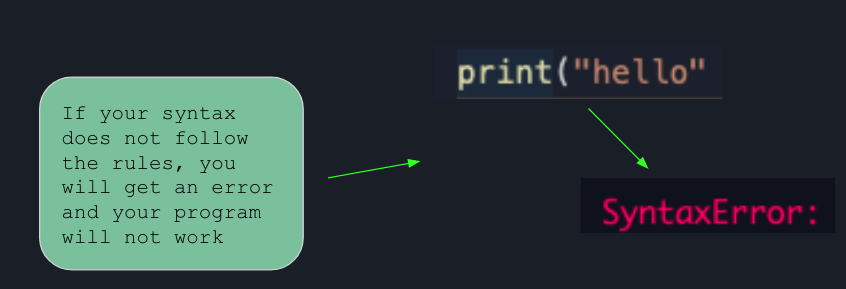 If your syntax
does not follow
the rules, you
will get an error
and your program
will not work
print("hello"
SyntaxError: